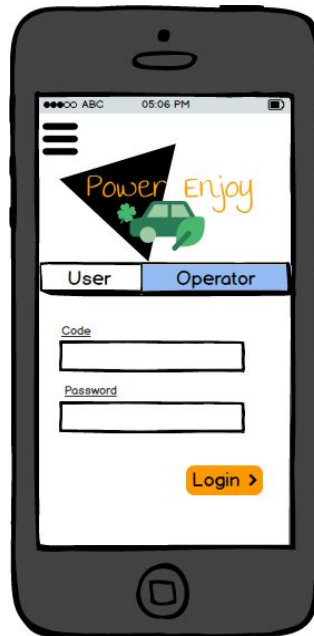 ABC 05:06 PM
Power Enjoy
User Operator
Code
Password
Login >